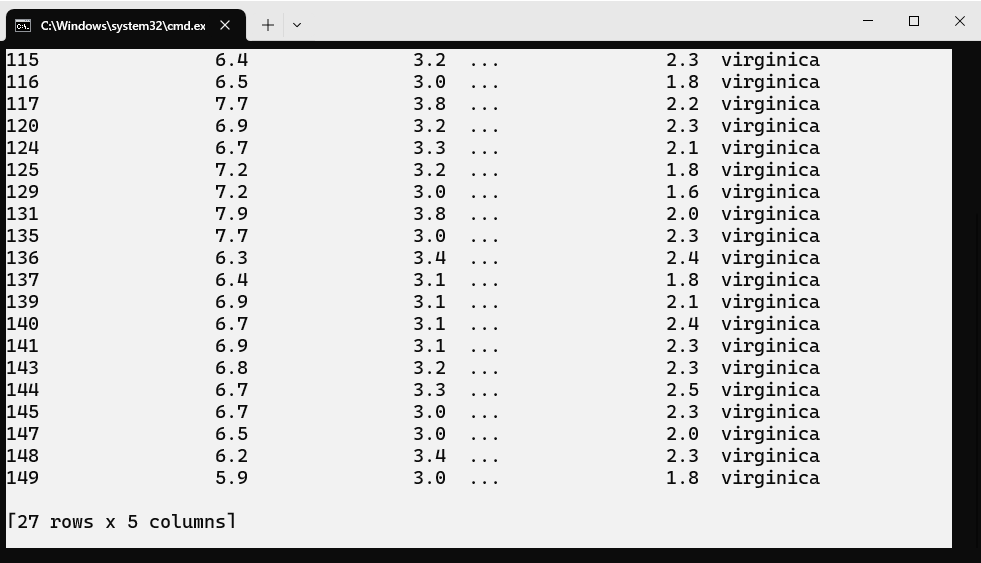 C:\Windows\system32\cmd.ex
115 6.4 3.2 ... 2.3 virginica
116 6.5 3.0 ... 1.8 virginica
117 7.7 3.8 ... 2.2 virginica
120 6.9 3.2 ... 2.3 virginica
124 6.7 3.3 ... 2.1 virginica
125 7.2 3.2 ... 1.8 virginica
129 7.2 3.0 ... 1.6 virginica
131 7.9 3.8 ... 2.0 virginica
135 7.7 3.0 ... 2.3 virginica
136 6.3 3.4 ... 2.4 virginica
137 6.4 3.1 ... 1.8 virginica
139 6.9 3.1 ... 2.1 virginica
140 6.7 3.1 ... 2.4 virginica
141 6.9 3.1 ... 2.3 virginica
143 6.8 3.2 ... 2.3 virginica
144 6.7 3.3 ... 2.5 virginica
145 6.7 3.0 ... 2.3 virginica
147 6.5 3.0 ... 2.0 virginica
148 6.2 3.4 ... 2.3 virginica
149 5.9 3.0 ... 1.8 virginica
[27 rows x 5 columns]